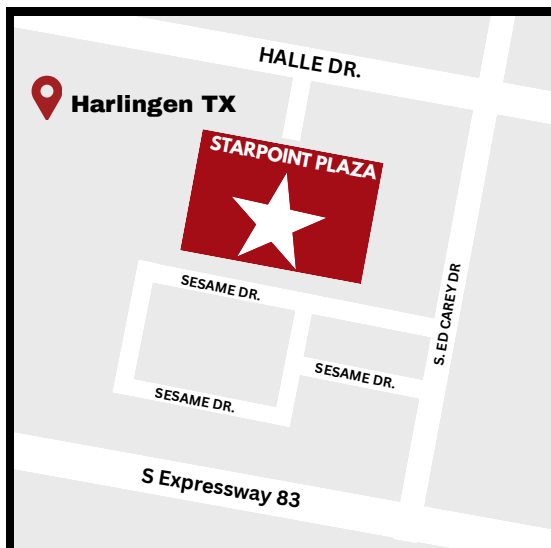 HALLE DR.
Harlingen TX
STARPOINT PLAZA
SESAME DR.
S. ED CAREY DR
SESAME DR.
SESAME DR.
S Expressway 83